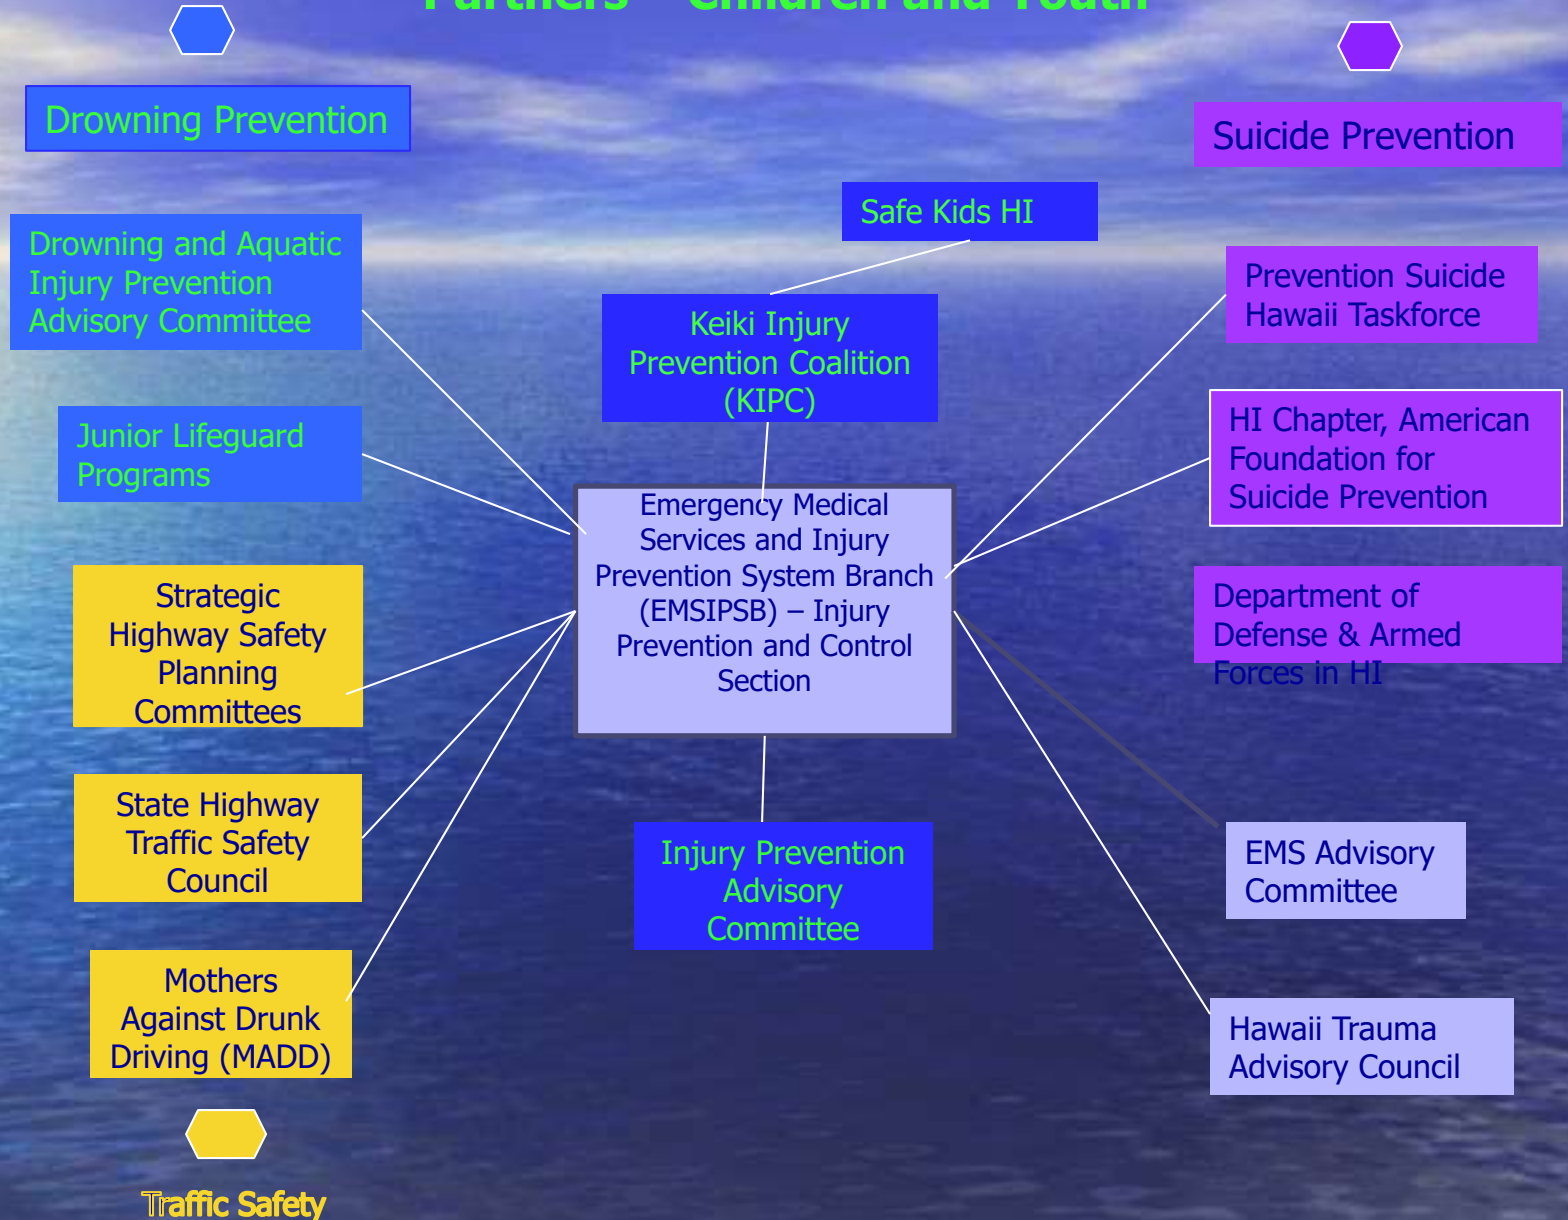 Partners – Children and Youth
Drowning Prevention
Suicide Prevention
Safe Kids HI
Drowning and Aquatic
Injury Prevention
Advisory Committee
Keiki Injury
Prevention Coalition
(KIPC)
Prevention Suicide
Hawaii Taskforce
Junior Lifeguard
Programs
HI Chapter, American
Foundation for
Suicide Prevention
Emergency Medical
Services and Injury
Prevention System Branch
(EMSIPSB) – Injury
Prevention and Control
Section
Strategic
Highway Safety
Planning
Committees
Department of
Defense & Armed
Forces in HI
State Highway
Traffic Safety
Council
Injury Prevention
Advisory
Committee
EMS Advisory
Committee
Mothers
Against Drunk
Driving (MADD)
Hawaii Trauma
Advisory Council
Traffic Safety